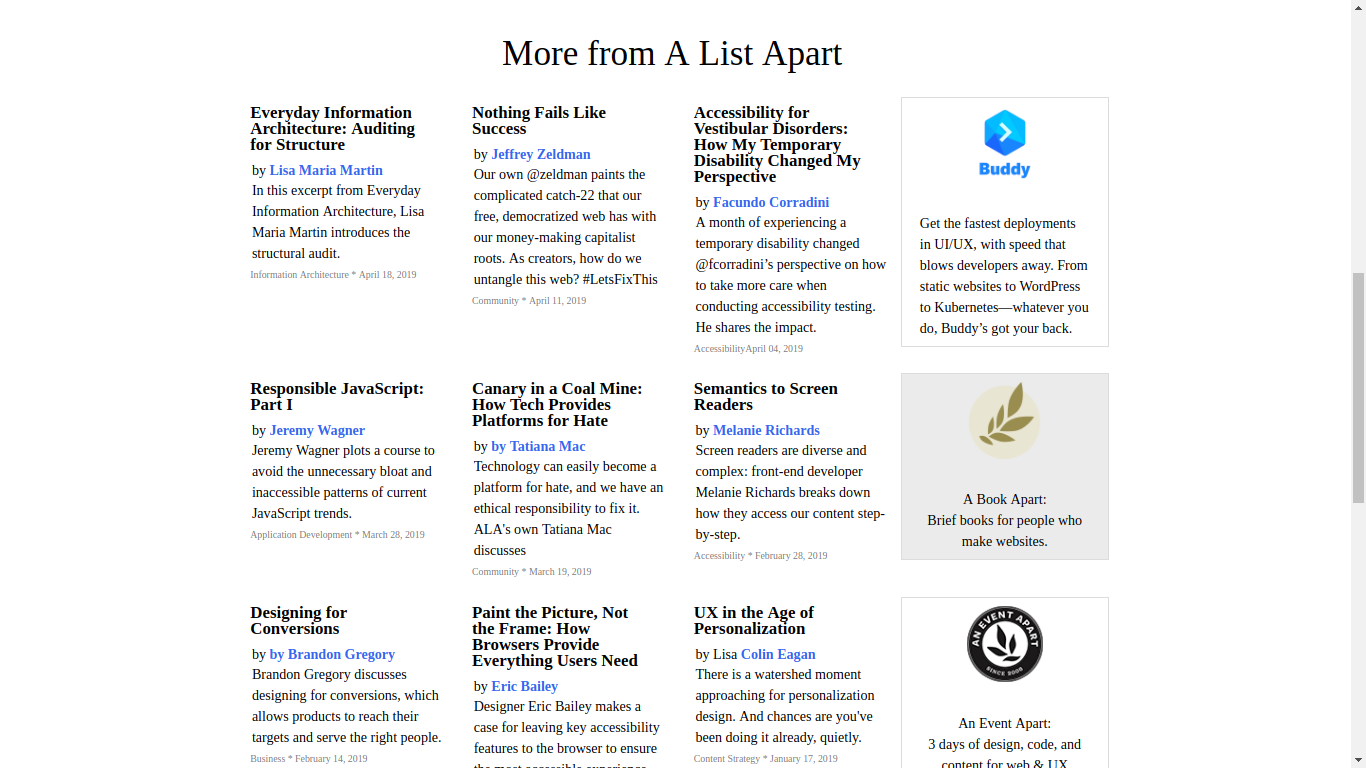 More from A List Apart
Everyday Information
Architecture: Auditing
for Structure
by Lisa Maria Martin
In this excerpt from Everyday
Information Architecture, Lisa
Maria Martin introduces the
structural audit.
Information Architecture * April 18, 2019
Nothing Fails Like
Success
by Jeffrey Zeldman
Our own @zeldman paints the
complicated catch-22 that our
free, democratized web has with
our money-making capitalist
roots. As creators, how do we
untangle this web? #LetsFixThis
Community * April 11, 2019
Accessibility for
Vestibular Disorders:
How My Temporary
Disability Changed My
Perspective
by Facundo Corradini
A month of experiencing a
temporary disability changed
@fcorradini’s perspective on how
to take more care when
conducting accessibility testing.
He shares the impact.
AccessibilityApril 04, 2019
Buddy
Get the fastest deployments
in UI/UX, with speed that
blows developers away. From
static websites to WordPress
to Kubernetes—whatever you
do, Buddy’s got your back.
Responsible JavaScript:
Part I
by Jeremy Wagner
Jeremy Wagner plots a course to
avoid the unnecessary bloat and
inaccessible patterns of current
JavaScript trends.
Application Development * March 28, 2019
Canary in a Coal Mine:
How Tech Provides
Platforms for Hate
by by Tatiana Mac
Technology can easily become a
platform for hate, and we have an
ethical responsibility to fix it.
ALA's own Tatiana Mac
discusses
Community * March 19, 2019
Semantics to Screen
Readers
by Melanie Richards
Screen readers are diverse and
complex: front-end developer
Melanie Richards breaks down
how they access our content step-
by-step.
Accessibility * February 28, 2019
A Book Apart:
Brief books for people who
make websites.
Designing for
Conversions
by by Brandon Gregory
Brandon Gregory discusses
designing for conversions, which
allows products to reach their
targets and serve the right people.
Business * February 14, 2019
Paint the Picture, Not
the Frame: How
Browsers Provide
Everything Users Need
by Eric Bailey
Designer Eric Bailey makes a
case for leaving key accessibility
features to the browser to ensure
the most accessible experience
UX in the Age of
Personalization
by Lisa Colin Eagan
There is a watershed moment
approaching for personalization
design. And chances are you've
been doing it already, quietly.
Content Strategy * January 17, 2019
AN EVENT APART
SINCE 2006
An Event Apart:
3 days of design, code, and
content for web & UX